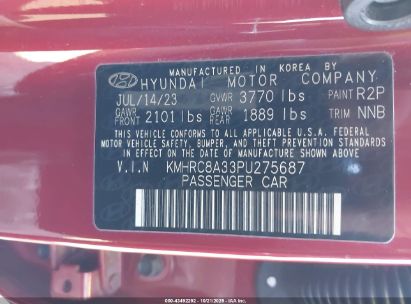 MANUFACTURED IN KOREA BY
HYUNDAI MOTOR COMPANY
JUL/14/23 GVWR 3770 lbs PAINT R2P
GAWR FRONT 2101 lbs GAWR REAR 1889 lbs TRIM NNB
THIS VEHICLE CONFORMS TO ALL APPLICABLE U.S.A. FEDERAL MOTOR
VEHICLE SAFETY, BUMPER, AND THEFT PREVENTION STANDARDS IN
EFFECT ON THE DATE OF MANUFACTURE SHOWN ABOVE.
V.I.N KMHRC8A33PU275687
PASSENGER CAR